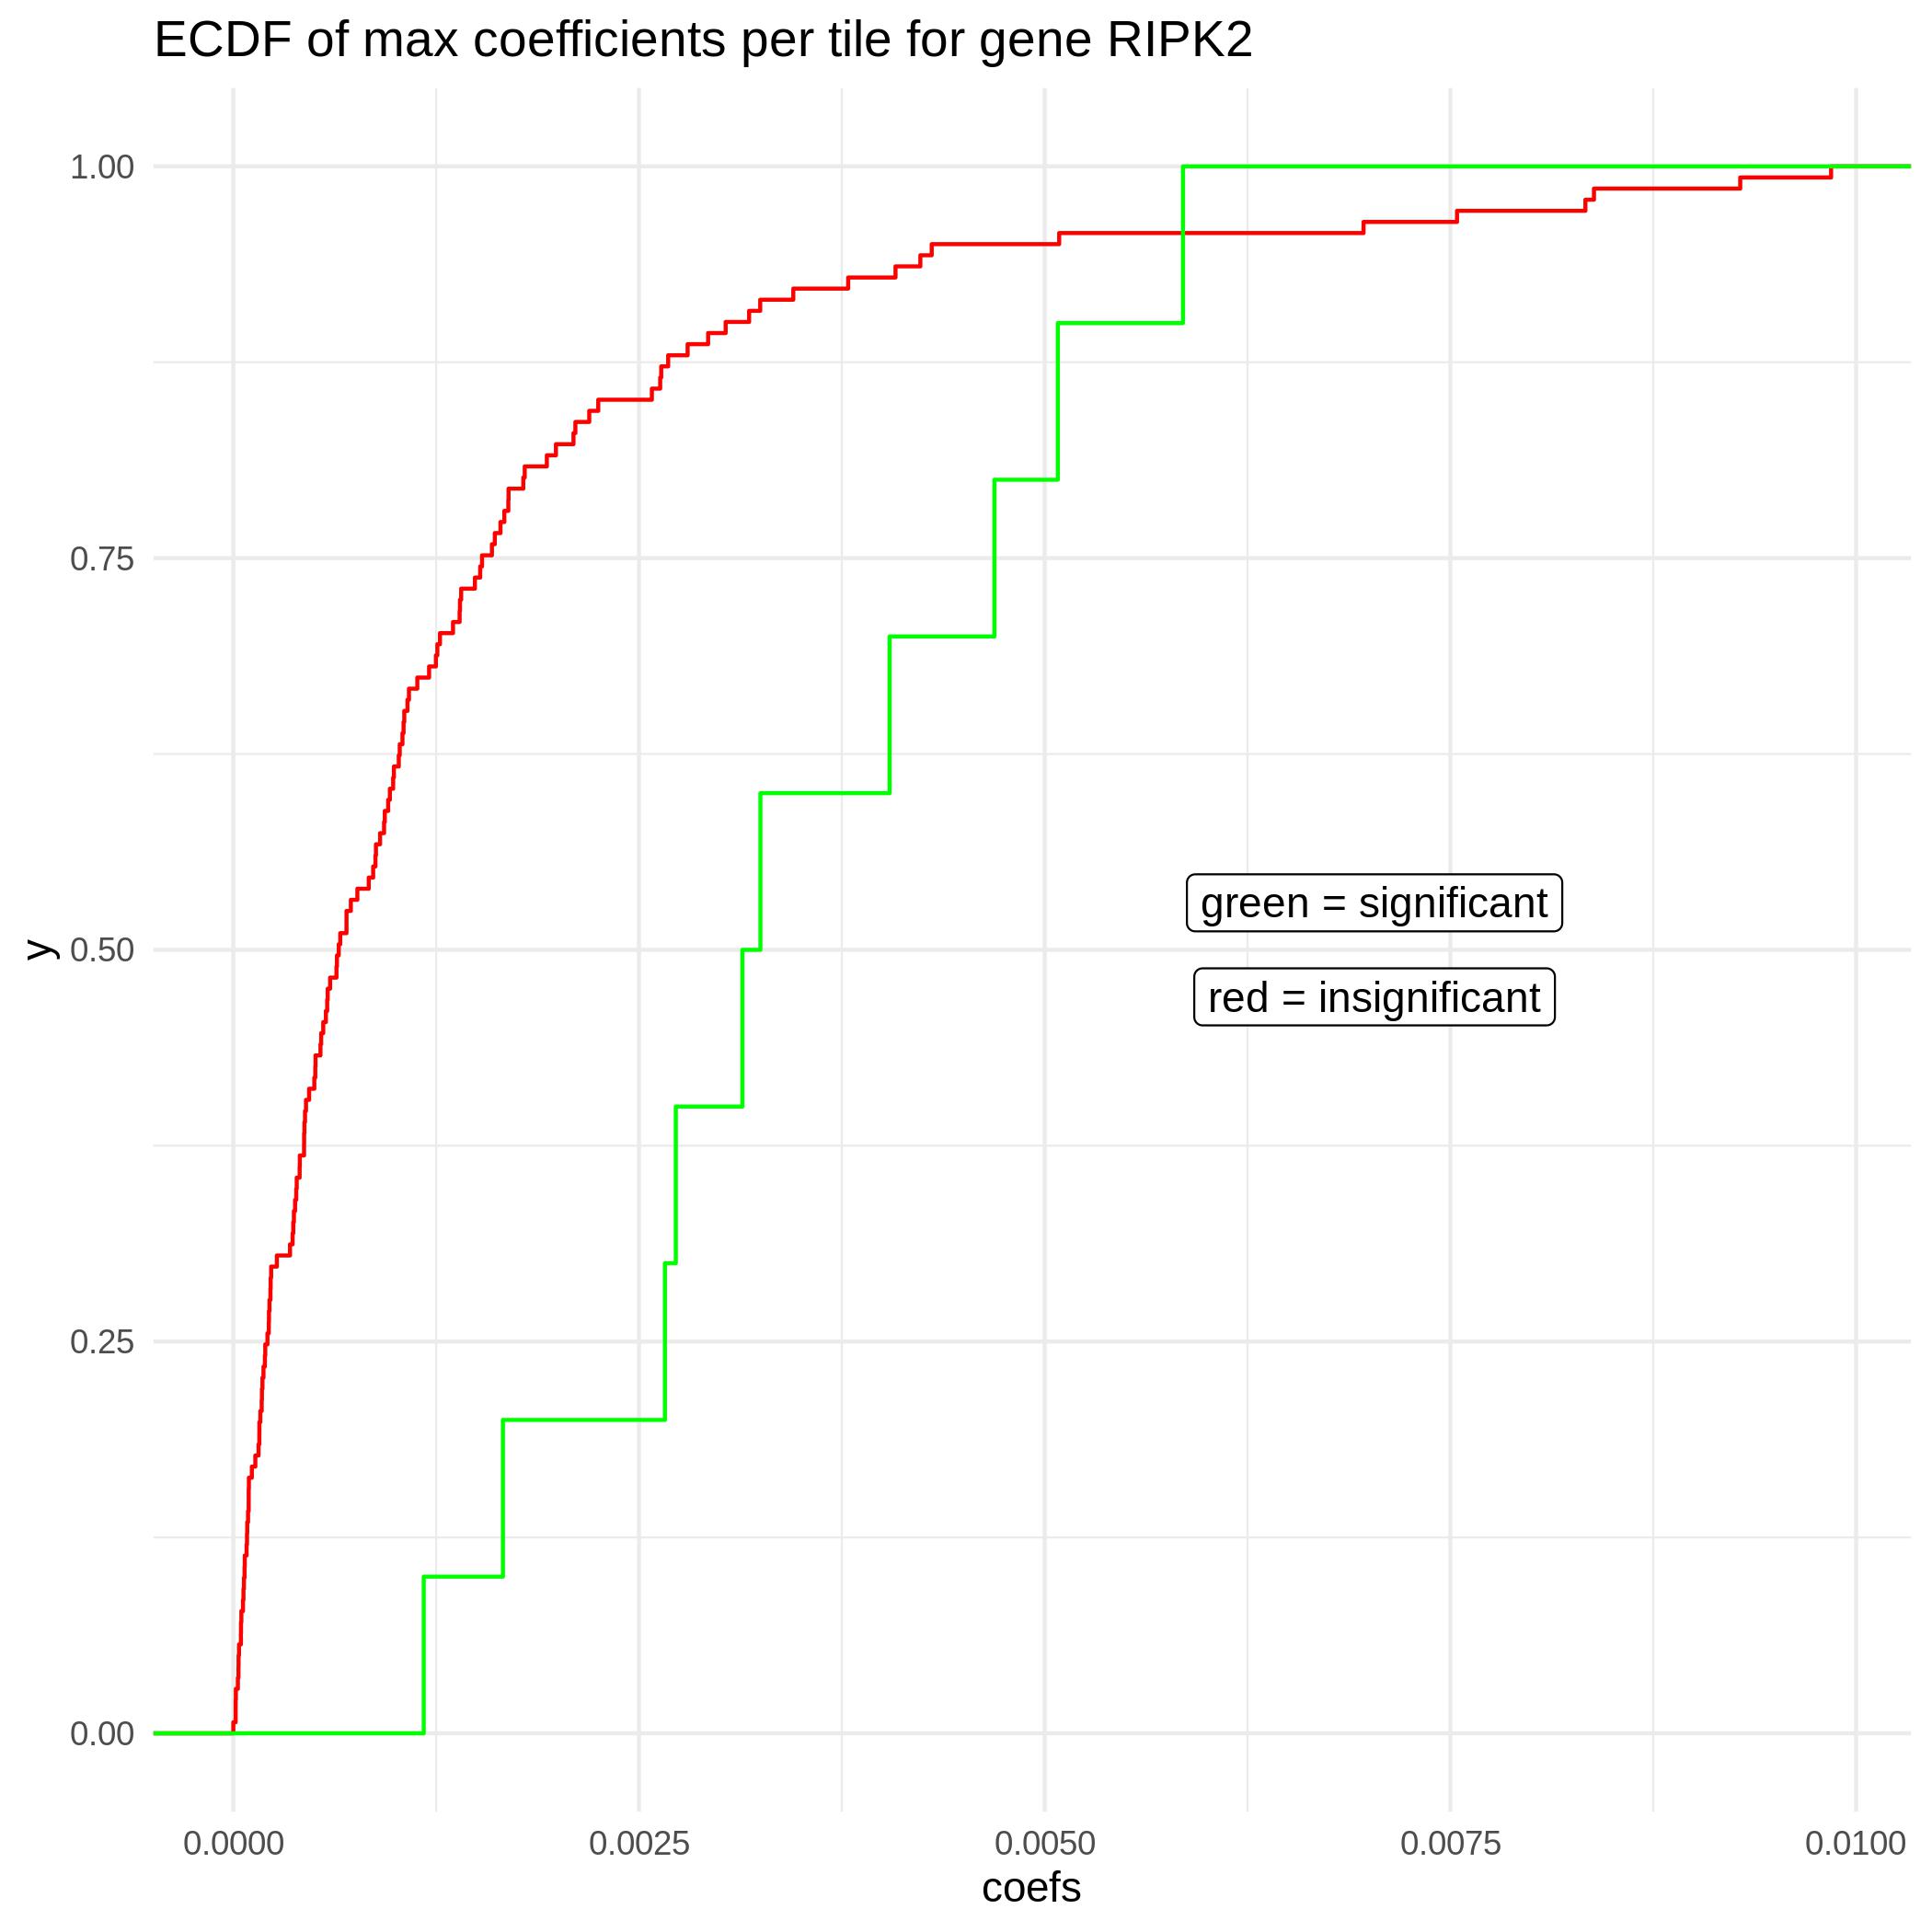 ECDF of max coefficients per tile for gene RIPK2
1.00
0.75
0.50
0.25
0.00
y
green = significant
red = insignificant
0.0000 0.0025 0.0050 0.0075 0.0100
coefs